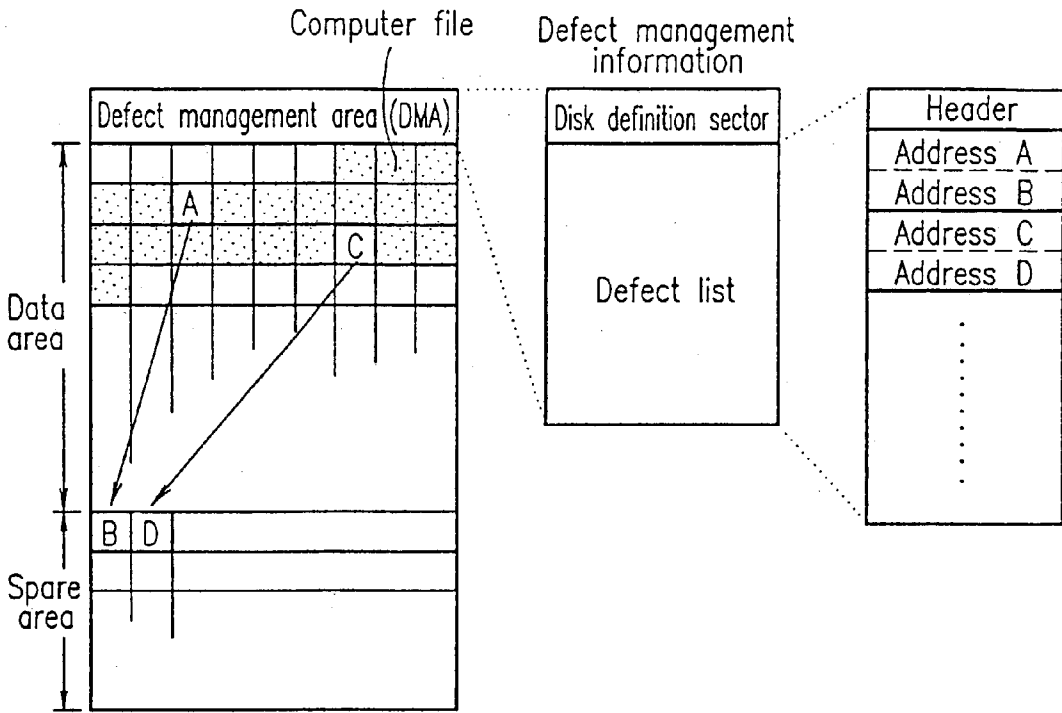 Computer file
Defect management
information
Defect management area (DMA)
Disk definition sector
Header
Address A
Address B
Address C
Address D
A
C
Data
area
Defect list
B D
Spare
area